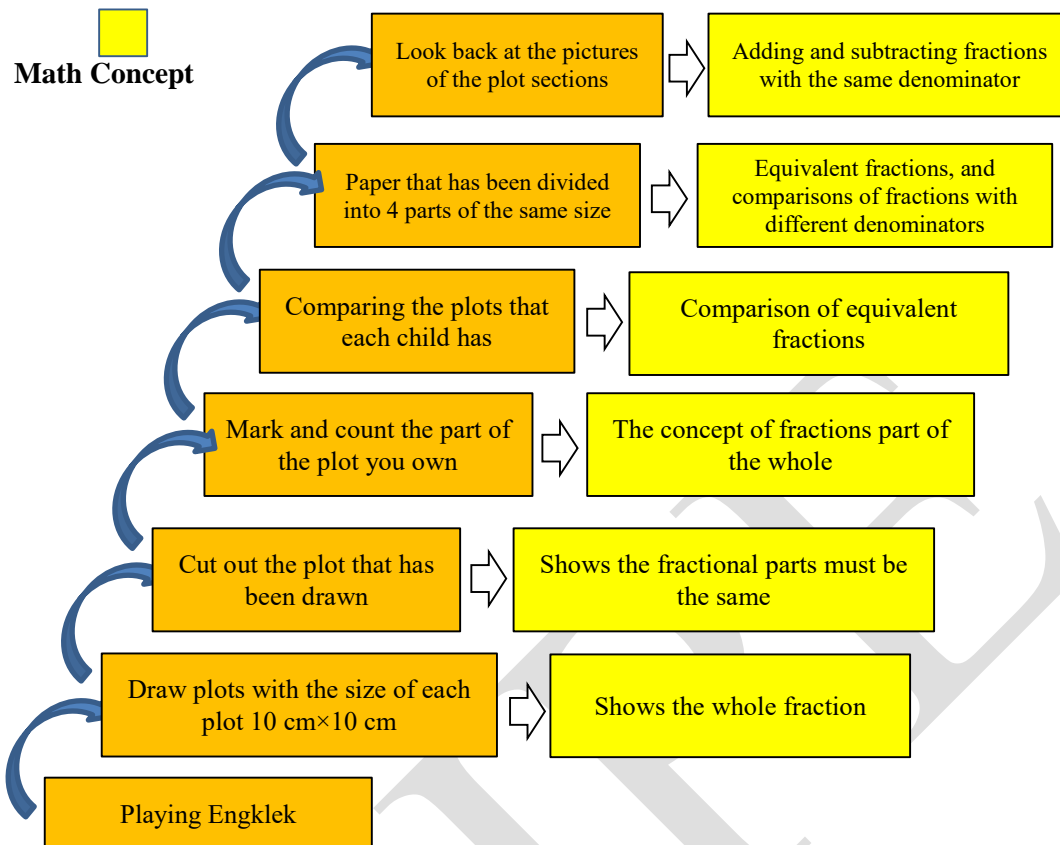 Math Concept
Look back at the pictures
of the plot sections
Adding and subtracting fractions
with the same denominator
Paper that has been divided
into 4 parts of the same size
Equivalent fractions, and
comparisons of fractions with
different denominators
Comparing the plots that
each child has
Comparison of equivalent
fractions
Mark and count the part of
the plot you own
The concept of fractions part of
the whole
Cut out the plot that has
been drawn
Shows the fractional parts must be
the same
Draw plots with the size of each
plot 10 cm×10 cm
Shows the whole fraction
Playing Engklek